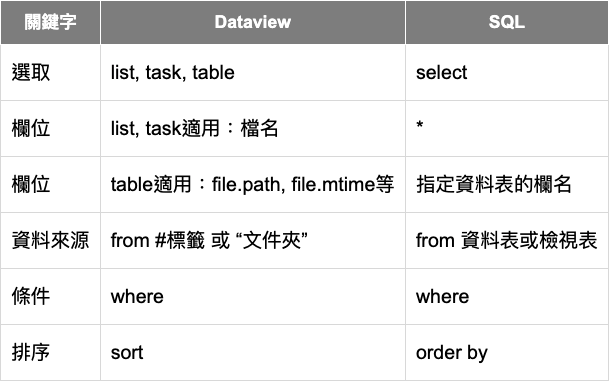 關鍵字 Dataview SQL
選取 list, task, table select
欄位 list, task適用：檔名 *
欄位 table適用：file.path, file.mtime等 指定資料表的欄名
資料來源 from #標籤 或 “文件夾” from 資料表或檢視表
條件 where where
排序 sort order by